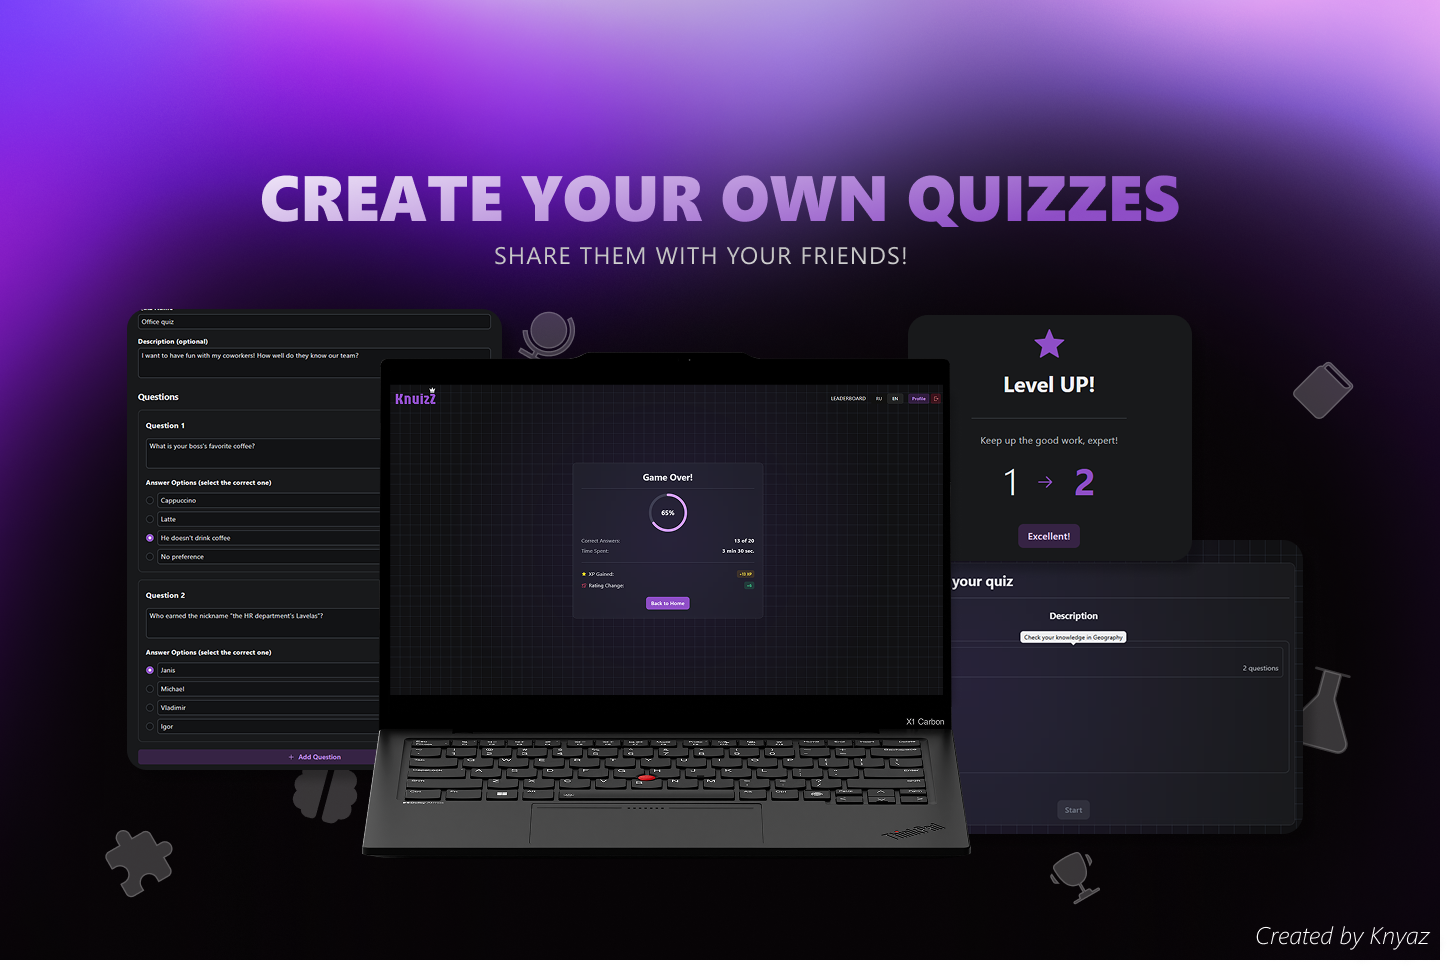 CREATE YOUR OWN QUIZZES
SHARE THEM WITH YOUR FRIENDS!
Office quiz
Description (optional)
I want to have fun with my coworkers! How well do they know our team?
Questions
Question 1
What is your boss's favorite coffee?
Answer Options (select the correct one)
Cappuccino
Latte
He doesn't drink coffee
No preference
Question 2
Who earned the nickname "the HR department's Lavelas"?
Answer Options (select the correct one)
Janis
Michael
Vladimir
Igor
+ Add Question
KnuizZ
LEADERBOARD RU EN Profile
Game Over!
65%
Correct Answers: 13 of 20
Time Spent: 3 min 30 sec.
XP Gained: +13 XP
Rating Change:
Back to Home
X1 Carbon
ThinkPad
Level UP!
Keep up the good work, expert!
1 → 2
Excellent!
your quiz
Description
Check your knowledge in Geography
2 questions
Start
Created by Knyaz